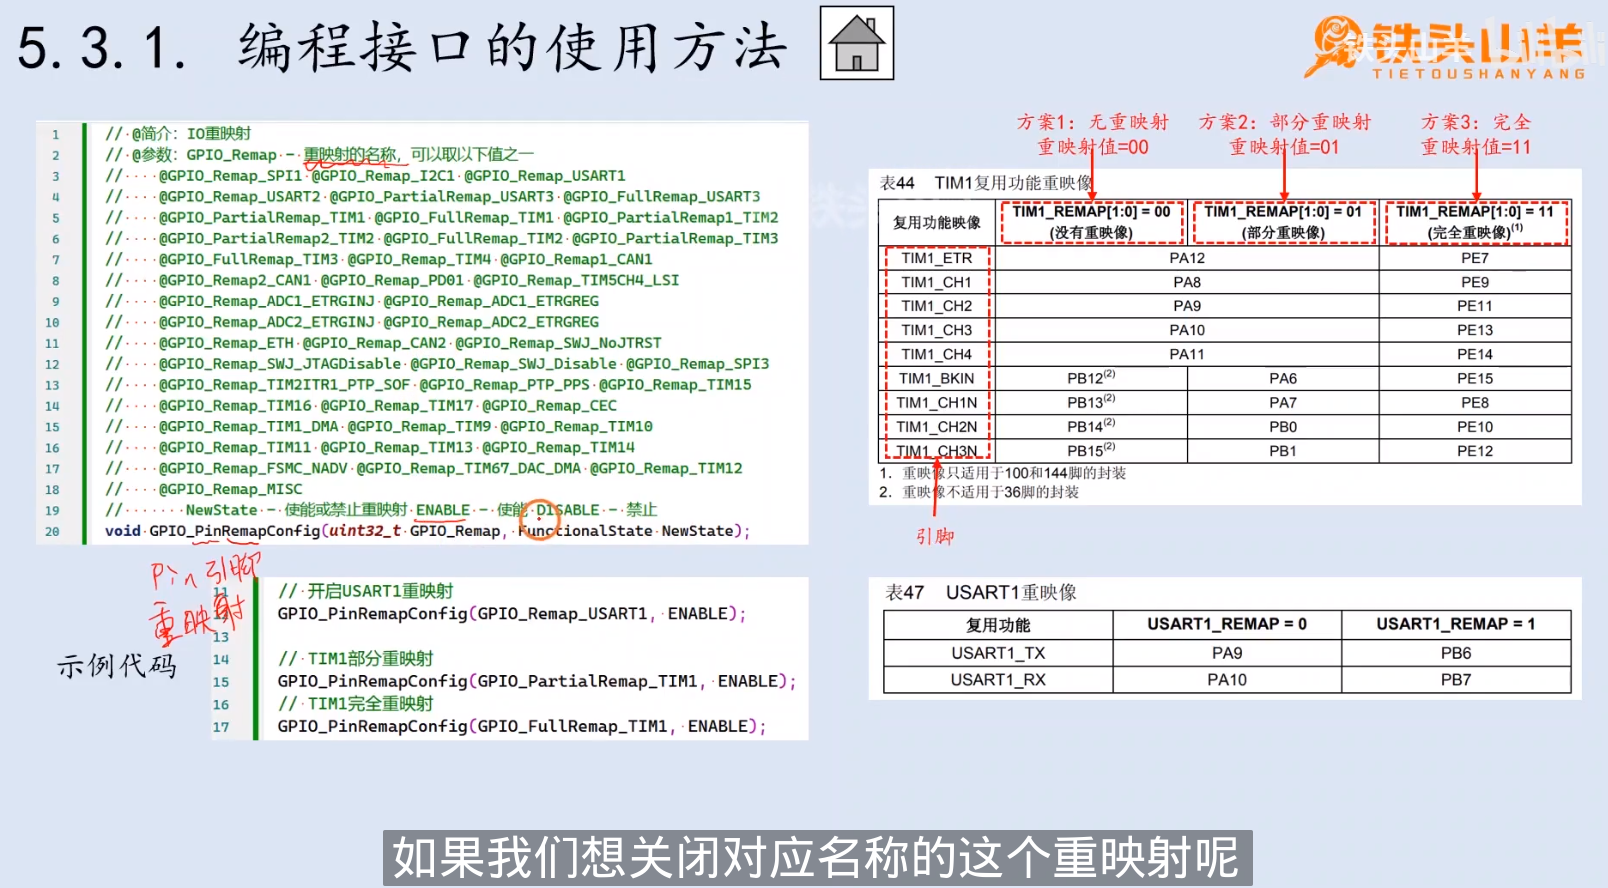 5.3.1. 编程接口的使用方法
铁头山羊
TIETOUSHANYANG
1 // @简介: IO重映射
2 // @参数: GPIO_Remap - 重映射的名称, 可以取以下值之一
3 // @GPIO_Remap_SPI1 @GPIO_Remap_I2C1 @GPIO_Remap_USART1
4 // @GPIO_Remap_USART2 @GPIO_PartialRemap_USART3 @GPIO_FullRemap_USART3
5 // @GPIO_PartialRemap_TIM1 @GPIO_FullRemap_TIM1 @GPIO_PartialRemap1_TIM2
6 // @GPIO_PartialRemap2_TIM2 @GPIO_FullRemap_TIM2 @GPIO_PartialRemap_TIM3
7 // @GPIO_FullRemap_TIM3 @GPIO_Remap_TIM4 @GPIO_Remap1_CAN1
8 // @GPIO_Remap2_CAN1 @GPIO_Remap_PD01 @GPIO_Remap_TIM5CH4_LSI
9 // @GPIO_Remap_ADC1_ETRGINJ @GPIO_Remap_ADC1_ETRGREG
10 // @GPIO_Remap_ADC2_ETRGINJ @GPIO_Remap_ADC2_ETRGREG
11 // @GPIO_Remap_ETH @GPIO_Remap_CAN2 @GPIO_Remap_SWJ_NoJTRST
12 // @GPIO_Remap_SWJ_JTAGDisable @GPIO_Remap_SWJ_Disable @GPIO_Remap_SPI3
13 // @GPIO_Remap_TIM2ITR1_PTP_SOF @GPIO_Remap_PTP_PPS @GPIO_Remap_TIM15
14 // @GPIO_Remap_TIM16 @GPIO_Remap_TIM17 @GPIO_Remap_CEC
15 // @GPIO_Remap_TIM1_DMA @GPIO_Remap_TIM9 @GPIO_Remap_TIM10
16 // @GPIO_Remap_TIM11 @GPIO_Remap_TIM13 @GPIO_Remap_TIM14
17 // @GPIO_Remap_FSMC_NADV @GPIO_Remap_TIM67_DAC_DMA @GPIO_Remap_TIM12
18 // @GPIO_Remap_MISC
19 // NewState - 使能或禁止重映射 ENABLE - 使能 DISABLE - 禁止
20 void GPIO_PinRemapConfig(uint32_t GPIO_Remap, FunctionalState NewState);
Pin 引脚
重映射
示例代码
11 // 开启USART1重映射
12 GPIO_PinRemapConfig(GPIO_Remap_USART1, ENABLE);
13
14 // TIM1部分重映射
15 GPIO_PinRemapConfig(GPIO_PartialRemap_TIM1, ENABLE);
16 // TIM1完全重映射
17 GPIO_PinRemapConfig(GPIO_FullRemap_TIM1, ENABLE);
方案1: 无重映射 方案2: 部分重映射 方案3: 完全
重映射值=00 重映射值=01 重映射值=11
表44 TIM1复用功能重映像
复用功能映像 TIM1_REMAP[1:0] = 00 (没有重映像) TIM1_REMAP[1:0] = 01 (部分重映像) TIM1_REMAP[1:0] = 11 (完全重映像)(1)
TIM1_ETR PA12 PE7
TIM1_CH1 PA8 PE9
TIM1_CH2 PA9 PE11
TIM1_CH3 PA10 PE13
TIM1_CH4 PA11 PE14
TIM1_BKIN PB12(2) PA6 PE15
TIM1_CH1N PB13(2) PA7 PE8
TIM1_CH2N PB14(2) PB0 PE10
TIM1_CH3N PB15(2) PB1 PE12
1. 重映像只适用于100和144脚的封装
2. 重映像不适用于36脚的封装
引脚
表47 USART1重映像
复用功能 USART1_REMAP = 0 USART1_REMAP = 1
USART1_TX PA9 PB6
USART1_RX PA10 PB7
如果我们想关闭对应名称的这个重映射呢